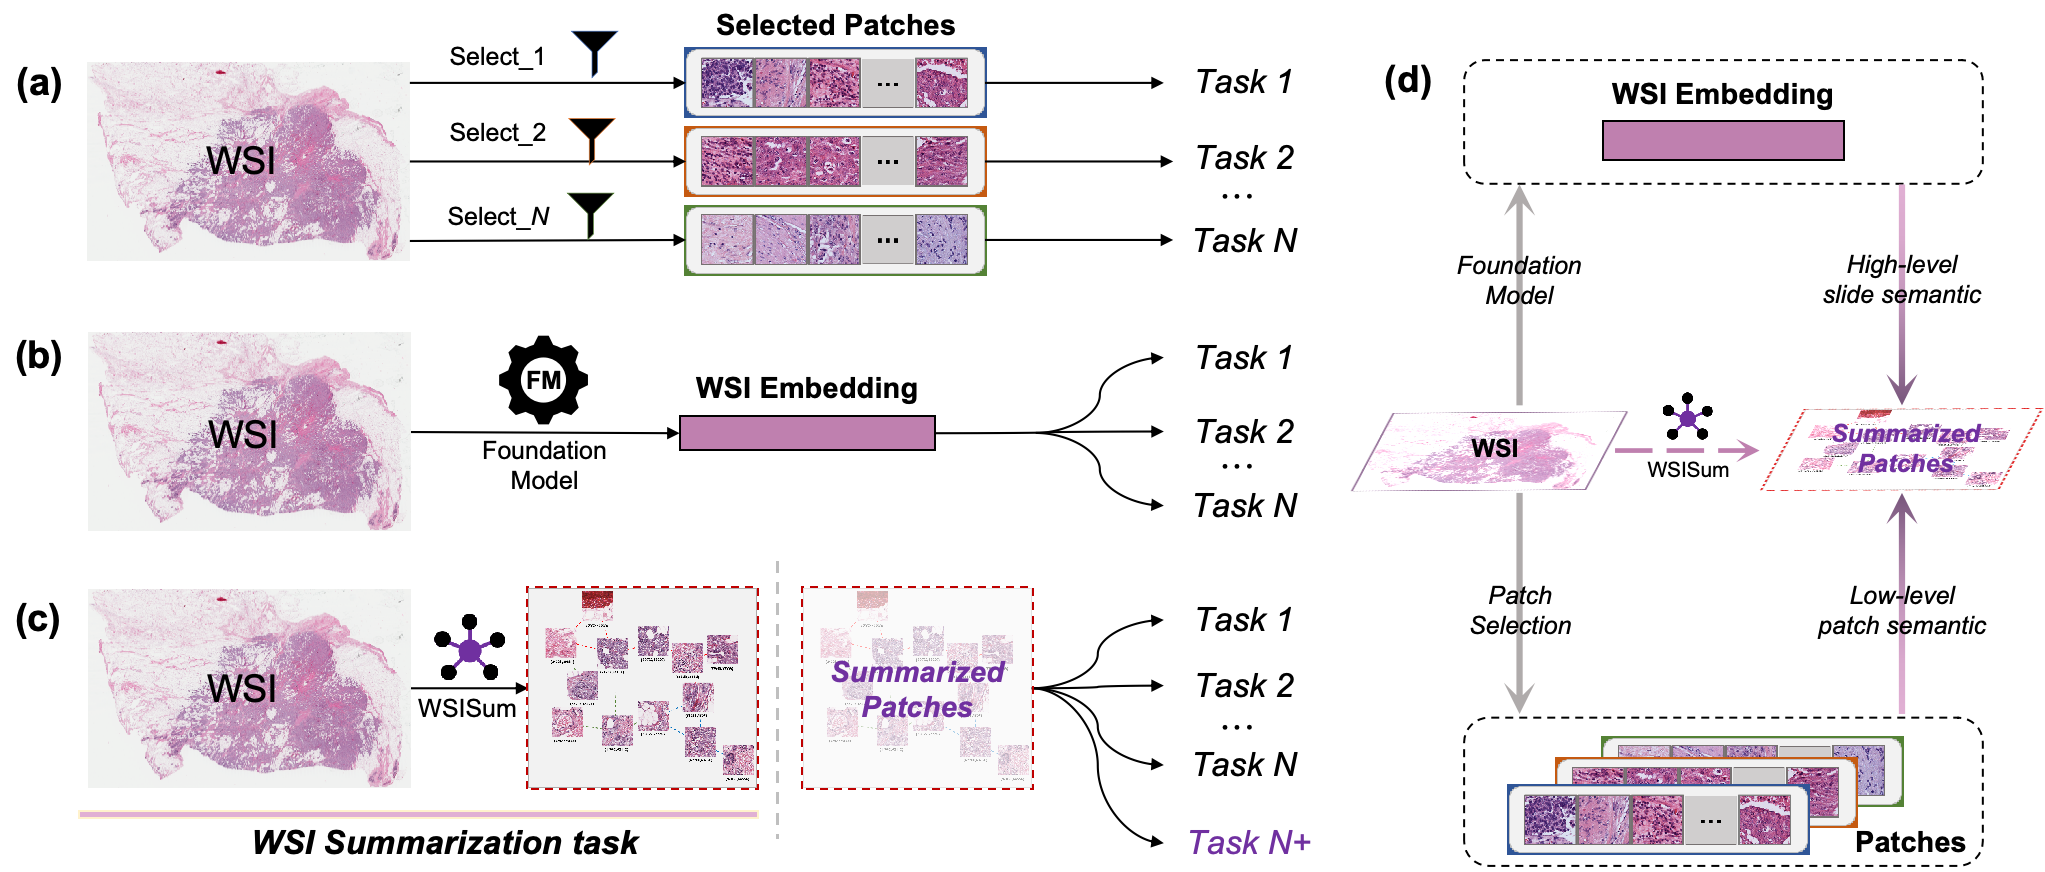 (a)
WSI
Select_1
Select_2
Select_N
Selected Patches
...
...
...
Task 1
Task 2
...
Task N
(b)
WSI
FM
Foundation
Model
WSI Embedding
Task 1
Task 2
...
Task N
(c)
WSI
WSISum
Summarized
Patches
Task 1
Task 2
...
Task N
Task N+
WSI Summarization task
(d)
WSI Embedding
Foundation
Model
High-level
slide semantic
WSI
WSISum
Summarized
Patches
Patch
Selection
Low-level
patch semantic
...
Patches